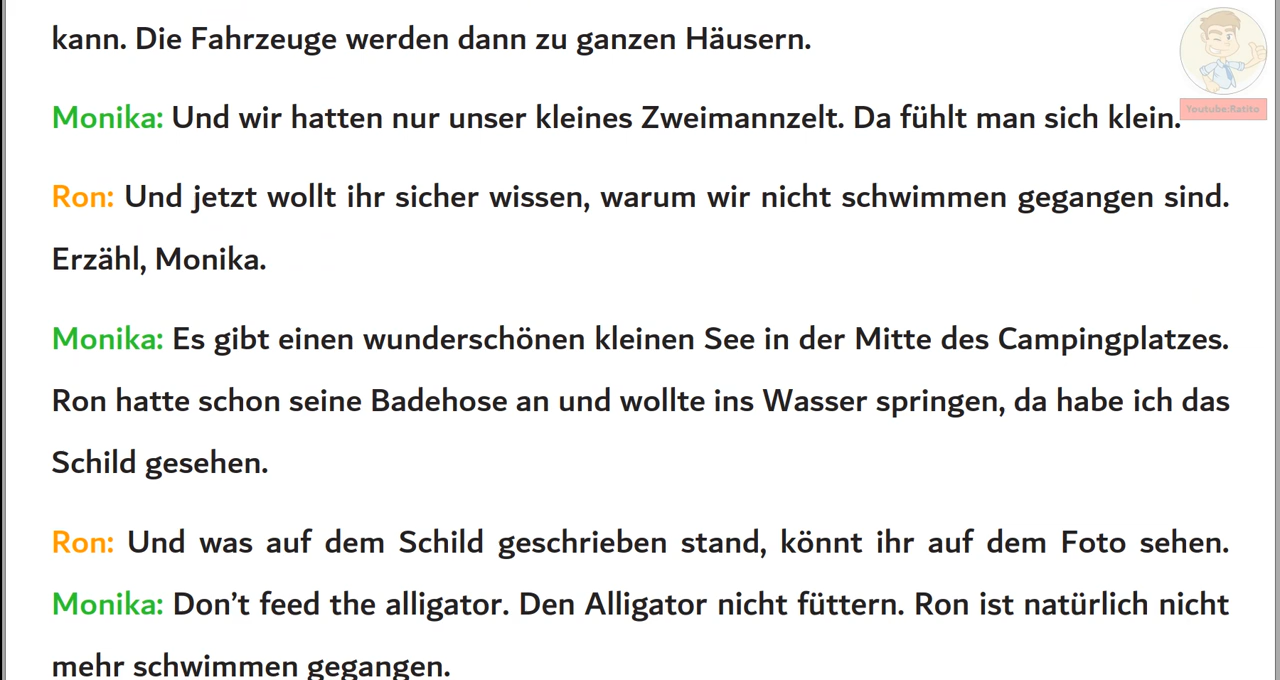 kann. Die Fahrzeuge werden dann zu ganzen Häusern.
Monika: Und wir hatten nur unser kleines Zweimannzelt. Da fühlt man sich klein.
Youtube:Ratito
Ron: Und jetzt wollt ihr sicher wissen, warum wir nicht schwimmen gegangen sind.
Erzähl, Monika.
Monika: Es gibt einen wunderschönen kleinen See in der Mitte des Campingplatzes.
Ron hatte schon seine Badehose an und wollte ins Wasser springen, da habe ich das
Schild gesehen.
Ron: Und was auf dem Schild geschrieben stand, könnt ihr auf dem Foto sehen.
Monika: Don’t feed the alligator. Den Alligator nicht füttern. Ron ist natürlich nicht
mehr schwimmen gegangen.